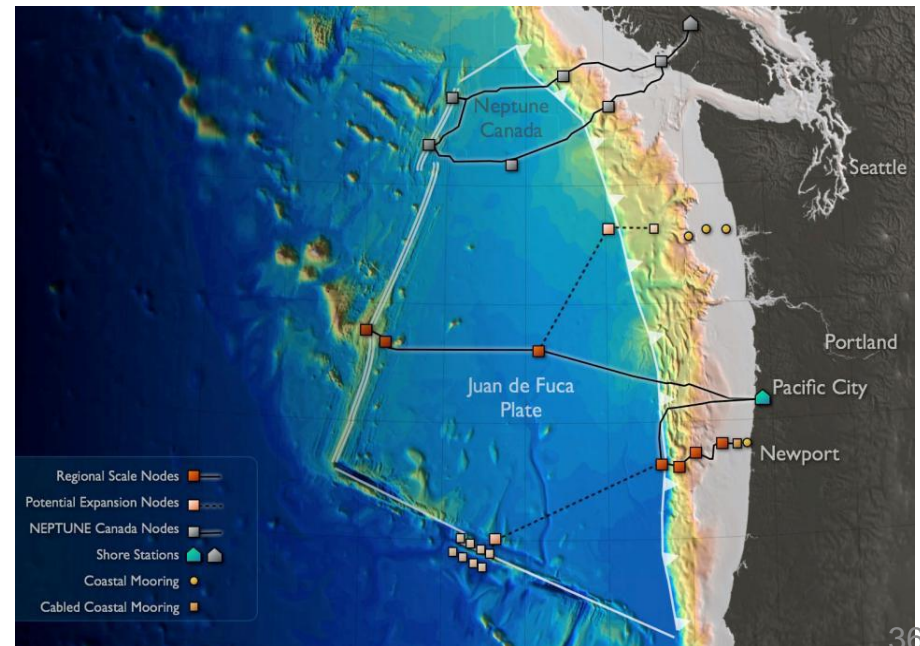 Neptune
Canada
Seattle
Portland
Juan de Fuca
Plate
Pacific City
Newport
Regional Scale Nodes
Potential Expansion Nodes
NEPTUNE Canada Nodes
Shore Stations
Coastal Mooring
Cabled Coastal Mooring
36